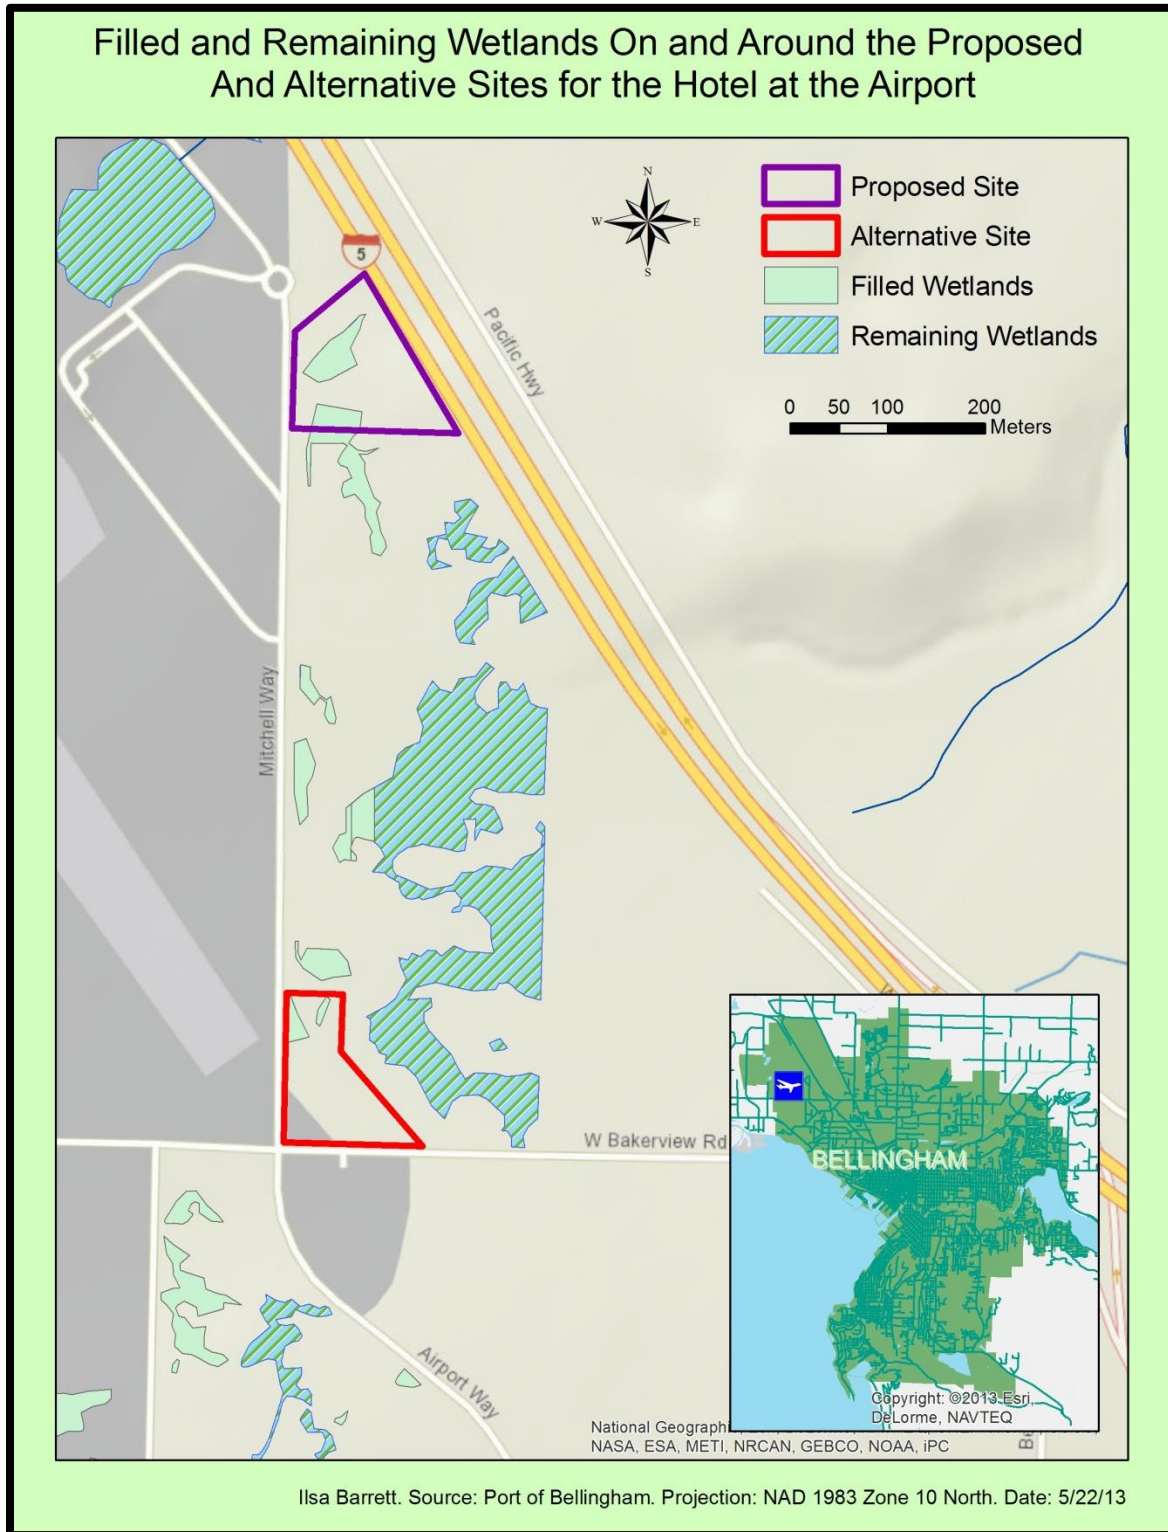 Filled and Remaining Wetlands On and Around the Proposed
And Alternative Sites for the Hotel at the Airport
N
W
E
S
Proposed Site
Alternative Site
Filled Wetlands
Remaining Wetlands
0 50 100 200
Meters
5
Pacific Hwy
Mitchell Way
W Bakerview Rd
Airport Way
BELLINGHAM
Copyright: ©2013 Esri,
DeLorme, NAVTEQ
National Geographi
NASA, ESA, METI, NRCAN, GEBCO, NOAA, iPC
Ilsa Barrett. Source: Port of Bellingham. Projection: NAD 1983 Zone 10 North. Date: 5/22/13